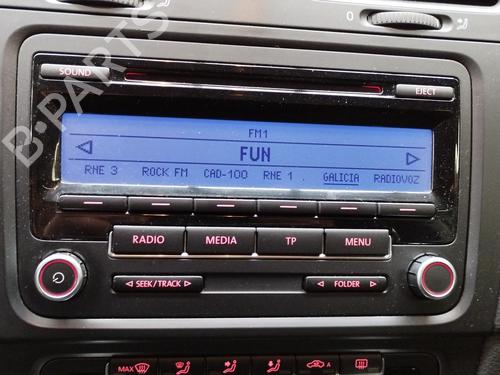 0
SOUND
EJECT
FM1
FUN
RNE 3 ROCK FM CAD-100 RNE 1 . GALICIA RADIOVOZ
RADIO MEDIA TP MENU
SEEK/TRACK FOLDER
MAX A
B-PARTS